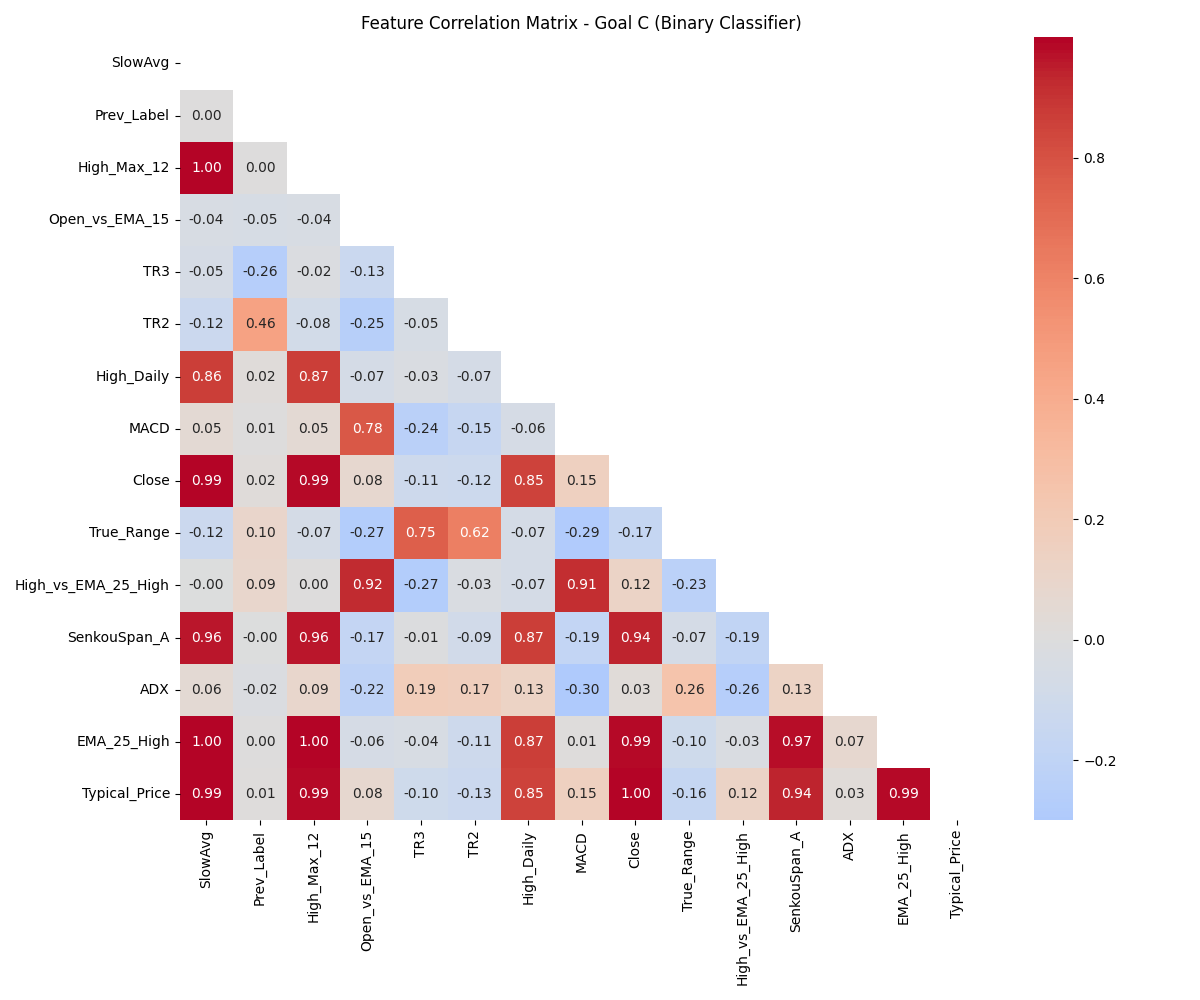 Feature Correlation Matrix - Goal C (Binary Classifier)
SlowAvg
Prev_Label 0.00
High_Max_12 1.00 0.00
Open_vs_EMA_15 -0.04 -0.05 -0.04
TR3 -0.05 -0.26 -0.02 -0.13
TR2 -0.12 0.46 -0.08 -0.25 -0.05
High_Daily 0.86 0.02 0.87 -0.07 -0.03 -0.07
MACD 0.05 0.01 0.05 0.78 -0.24 -0.15 -0.06
Close 0.99 0.02 0.99 0.08 -0.11 -0.12 0.85 0.15
True_Range -0.12 0.10 -0.07 -0.27 0.75 0.62 -0.07 -0.29 -0.17
High_vs_EMA_25_High -0.00 0.09 0.00 0.92 -0.27 -0.03 -0.07 0.91 0.12 -0.23
SenkouSpan_A 0.96 -0.00 0.96 -0.17 -0.01 -0.09 0.87 -0.19 0.94 -0.07 -0.19
ADX 0.06 -0.02 0.09 -0.22 0.19 0.17 0.13 -0.30 0.03 0.26 -0.26 0.13
EMA_25_High 1.00 0.00 1.00 -0.06 -0.04 -0.11 0.87 0.01 0.99 -0.10 -0.03 0.97 0.07
Typical_Price 0.99 0.01 0.99 0.08 -0.10 -0.13 0.85 0.15 1.00 -0.16 0.12 0.94 0.03 0.99
SlowAvg
Prev_Label
High_Max_12
Open_vs_EMA_15
TR3
TR2
High_Daily
MACD
Close
True_Range
High_vs_EMA_25_High
SenkouSpan_A
ADX
EMA_25_High
Typical_Price
0.8
0.6
0.4
0.2
0.0
−0.2